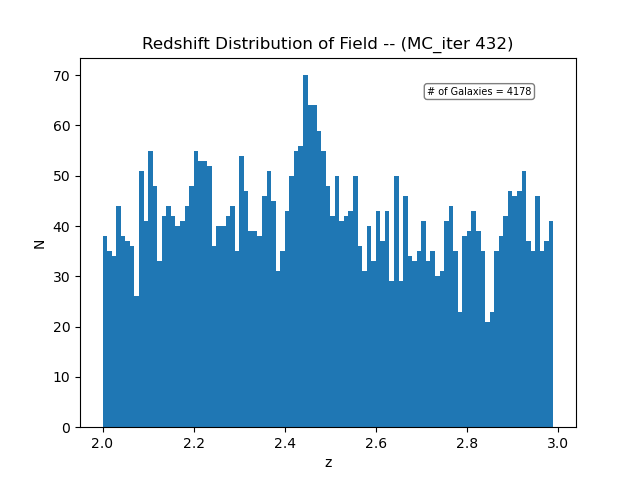 Redshift Distribution of Field -- (MC_iter 432)
# of Galaxies = 4178
70
60
50
40
30
20
10
0
N
2.0 2.2 2.4 2.6 2.8 3.0
z